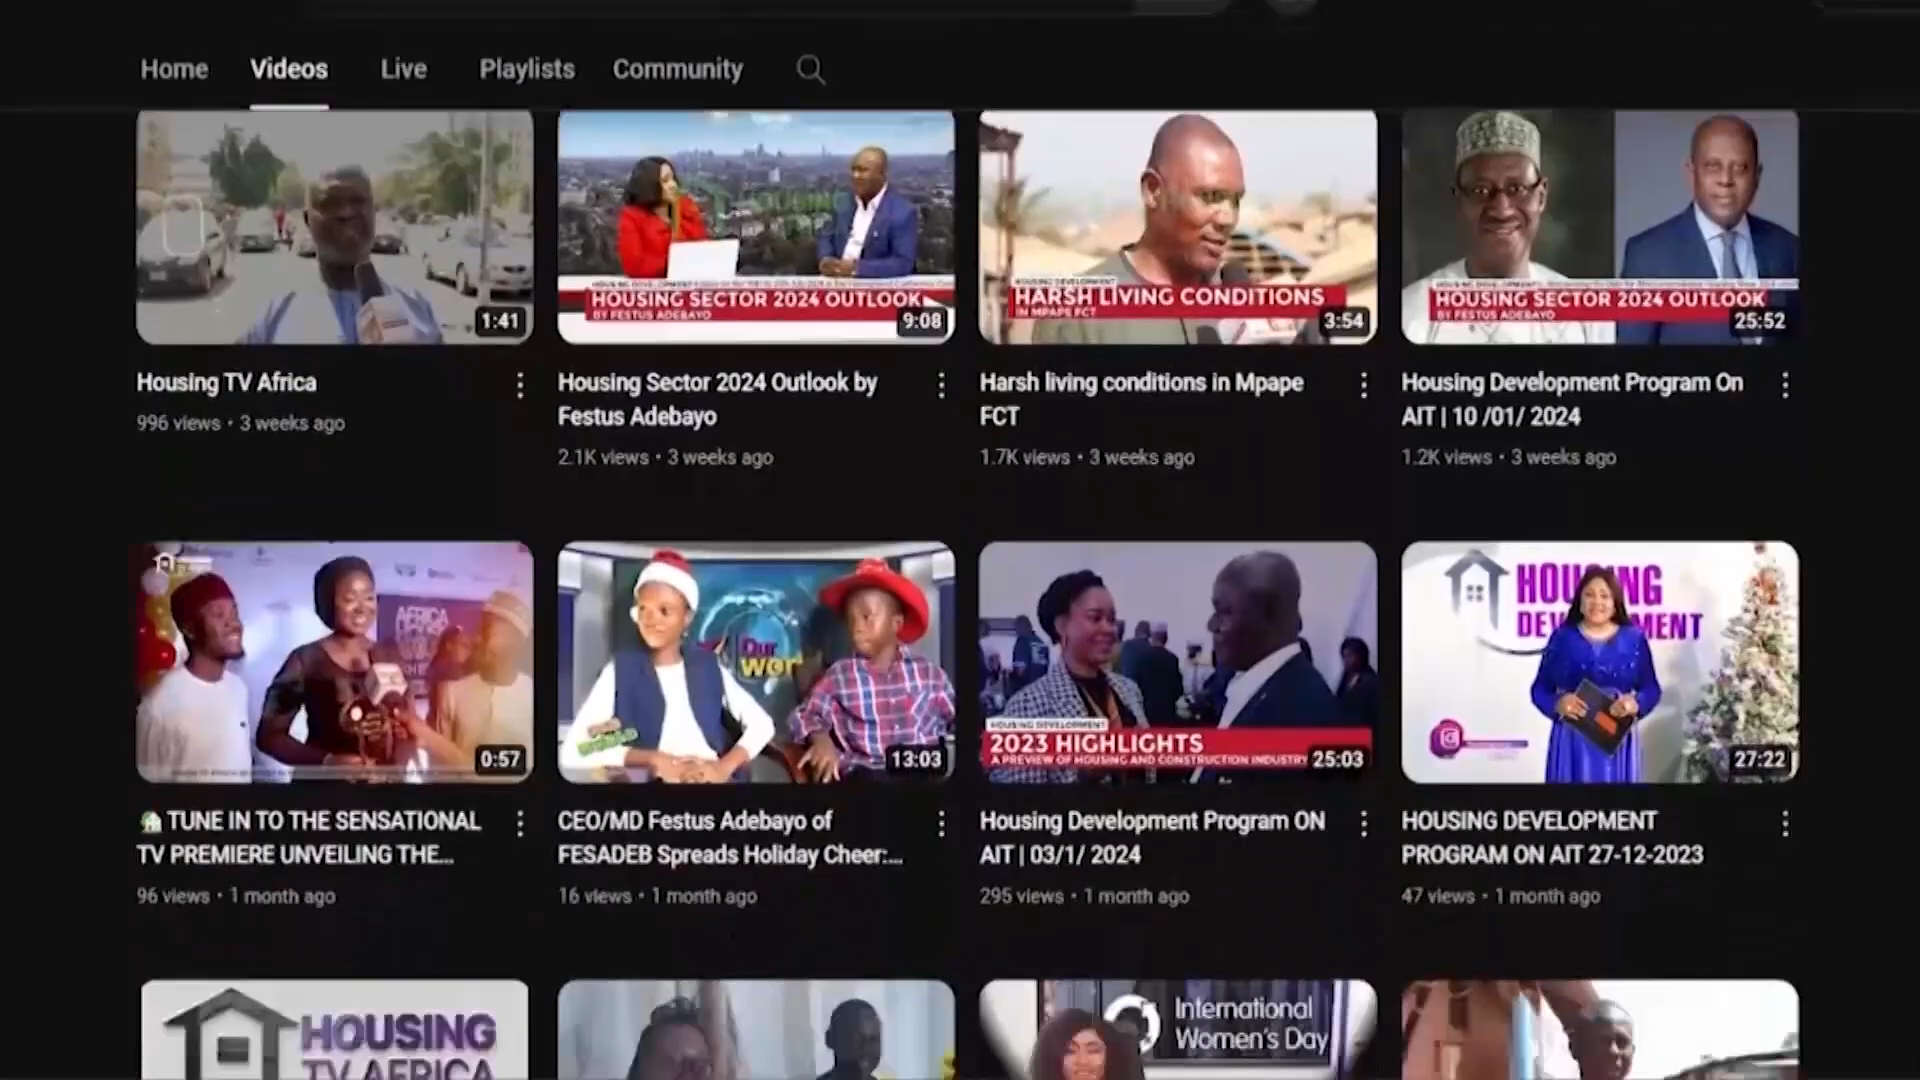 Home Videos Live Playlists Community
1:41
HOUSING SECTOR 2024 OUTLOOK
BY FESTUS ADEBAYO
9:08
HOUSING DEVELOPMENT
HARSH LIVING CONDITIONS
IN MPAPE FCT
3:54
HOUSING SECTOR 2024 OUTLOOK
BY FESTUS ADEBAYO
25:52
Housing TV Africa
996 views • 3 weeks ago
Housing Sector 2024 Outlook by
Festus Adebayo
2.1K views • 3 weeks ago
Harsh living conditions in Mpape
FCT
1.7K views • 3 weeks ago
Housing Development Program On
AIT | 10 /01/ 2024
1.2K views • 3 weeks ago
AFRICA
0:57
Our
13:03
HOUSING DEVELOPMENT
2023 HIGHLIGHTS
A PREVIEW OF HOUSING AND CONSTRUCTION INDUSTRY
25:03
27:22
TUNE IN TO THE SENSATIONAL
TV PREMIERE UNVEILING THE...
96 views • 1 month ago
CEO/MD Festus Adebayo of
FESADEB Spreads Holiday Cheer:...
16 views • 1 month ago
Housing Development Program ON
AIT | 03/1/ 2024
295 views • 1 month ago
HOUSING DEVELOPMENT
PROGRAM ON AIT 27-12-2023
47 views • 1 month ago
HOUSING
TV AFRICA
International
Women's Day